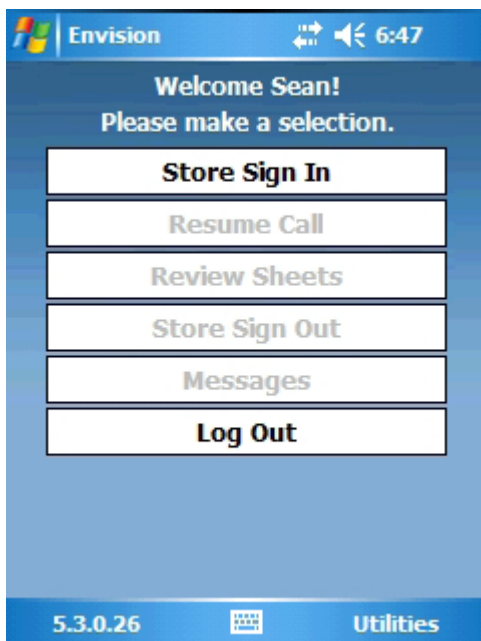 Envision 6:47
Welcome Sean!
Please make a selection.
Store Sign In
Resume Call
Review Sheets
Store Sign Out
Messages
Log Out
5.3.0.26 Utilities